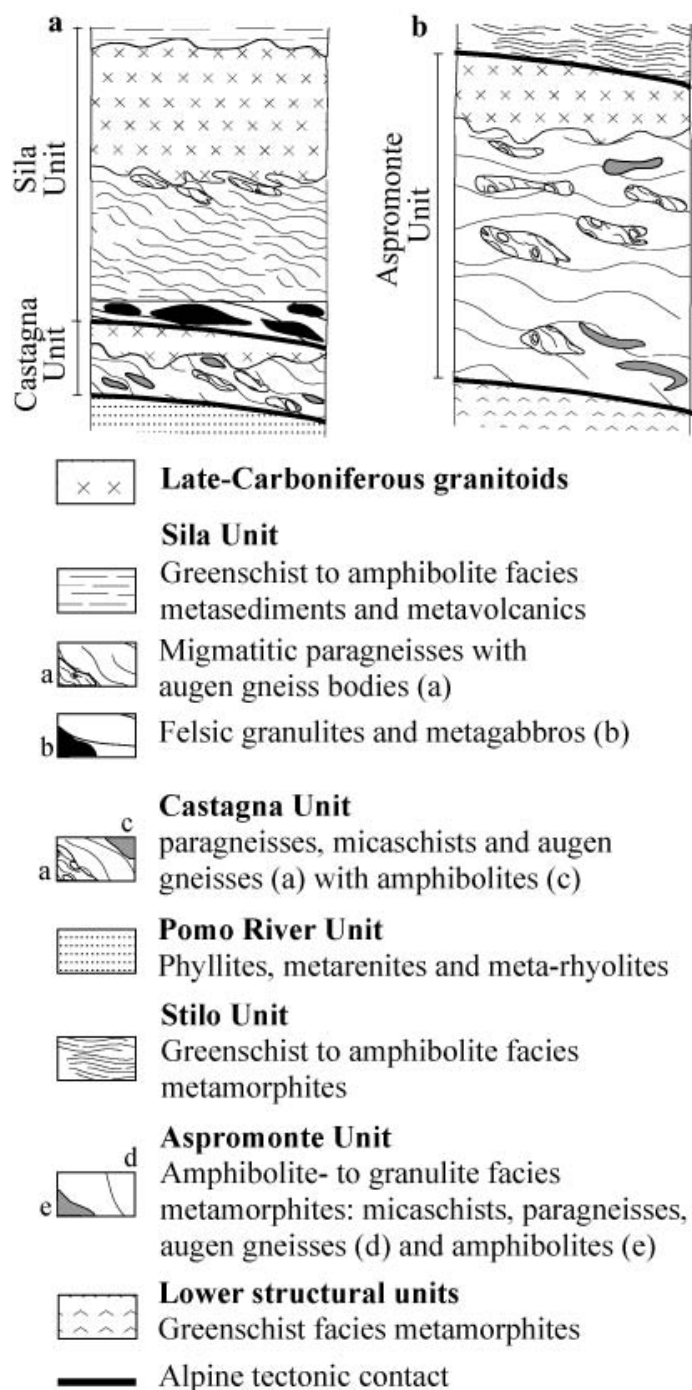 a
b
Sila
Unit
Castagna
Unit
Aspromonte
Unit
Late-Carboniferous granitoids
Sila Unit
Greenschist to amphibolite facies
metasediments and metavolcanics
a
Migmatitic paragneisses with
augen gneiss bodies (a)
b
Felsic granulites and metagabbros (b)
Castagna Unit
c
a
paragneisses, micaschists and augen
gneisses (a) with amphibolites (c)
Pomo River Unit
Phyllites, metarenites and meta-rhyolites
Stilo Unit
Greenschist to amphibolite facies
metamorphites
Aspromonte Unit
d
e
Amphibolite- to granulite facies
metamorphites: micaschists, paragneisses,
augen gneisses (d) and amphibolites (e)
Lower structural units
Greenschist facies metamorphites
Alpine tectonic contact